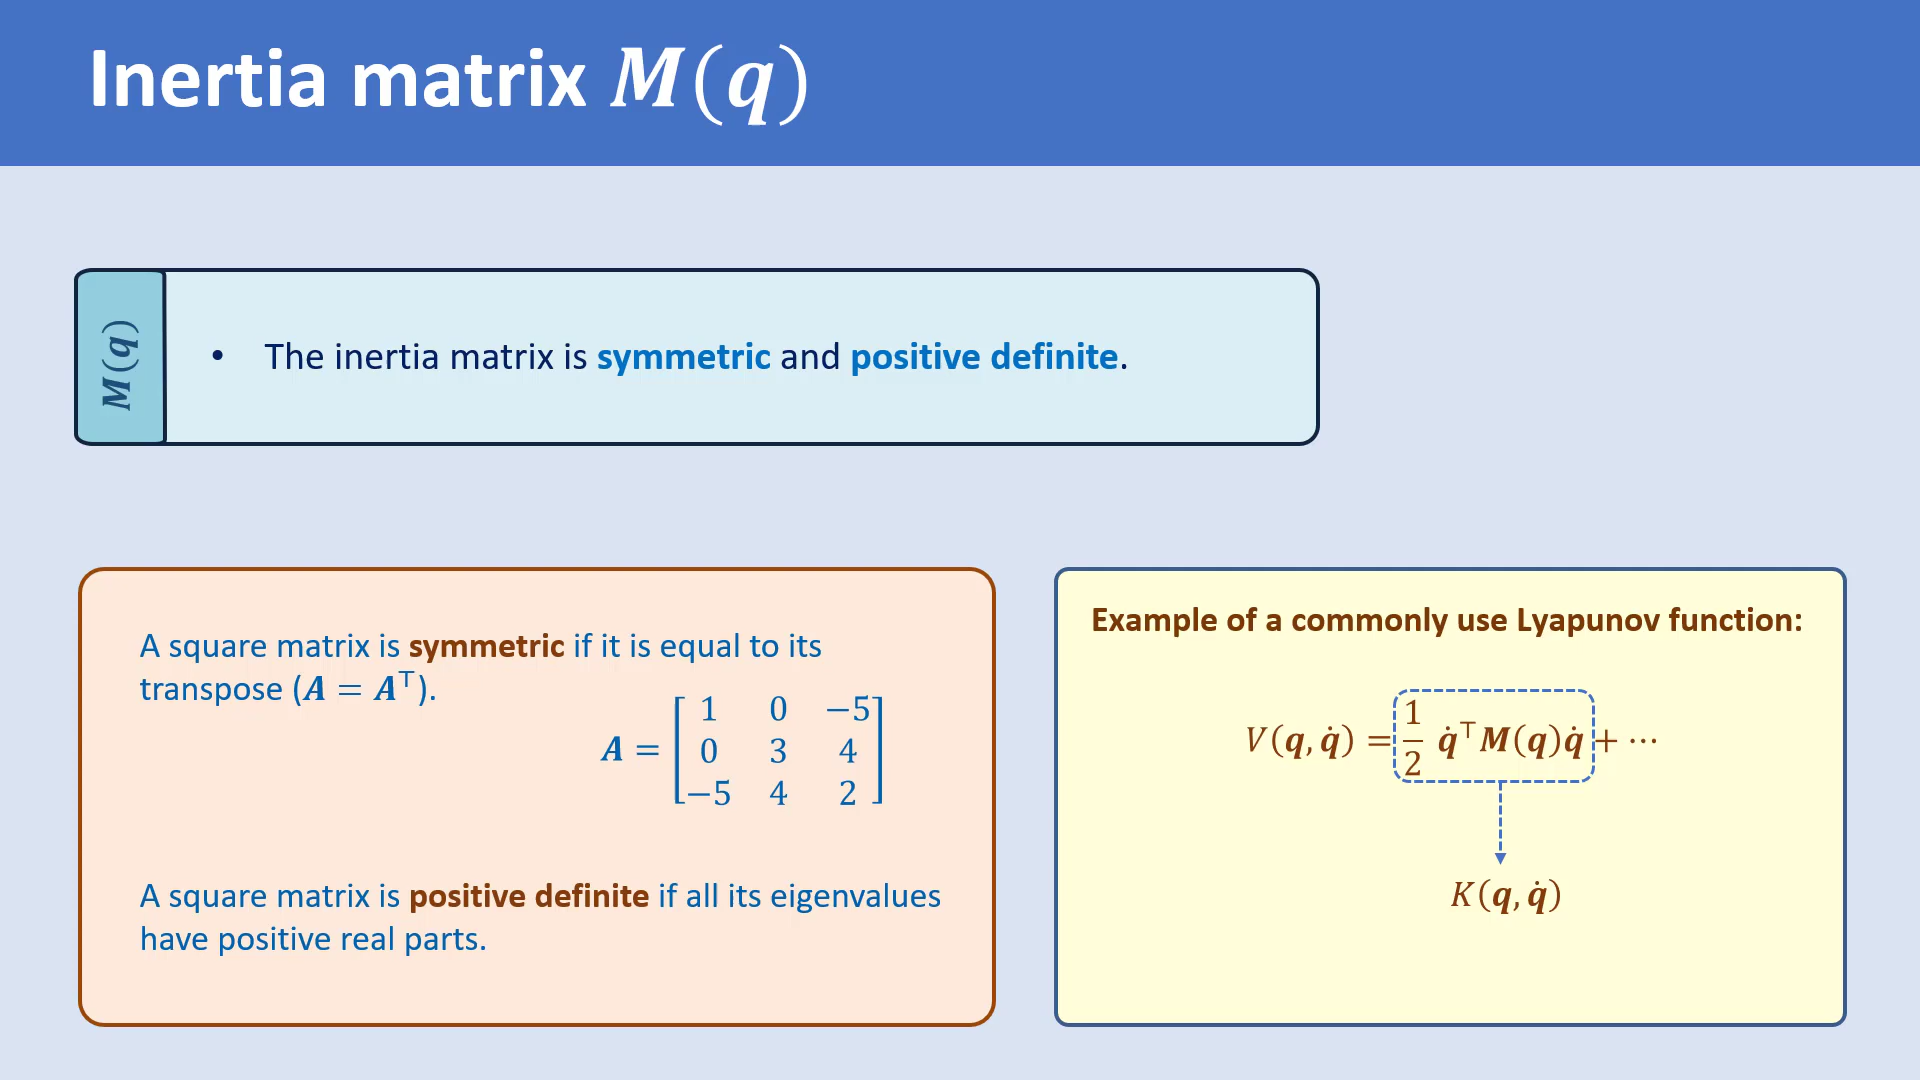 Inertia matrix M(q)
M(q)
• The inertia matrix is symmetric and positive definite.
A square matrix is symmetric if it is equal to its
transpose (A = A⊤).
A = [1 0 −5
0 3 4
−5 4 2]
A square matrix is positive definite if all its eigenvalues
have positive real parts.
Example of a commonly use Lyapunov function:
V(q, q̇) = 1/2 q̇⊤M(q)q̇ + ⋯
K(q, q̇)